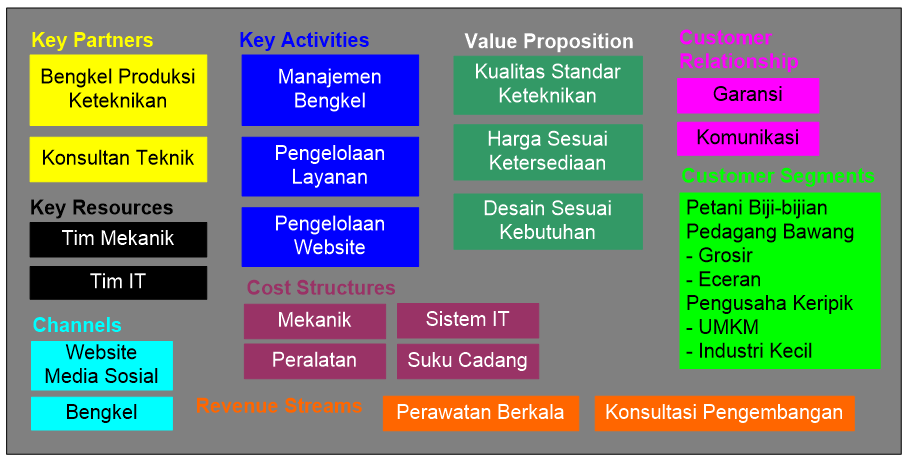 Key Partners
Bengkel Produksi
Keteknikan
Konsultan Teknik
Key Resources
Tim Mekanik
Tim IT
Channels
Website
Media Sosial
Bengkel
Key Activities
Manajemen
Bengkel
Pengelolaan
Layanan
Pengelolaan
Website
Value Proposition
Kualitas Standar
Keteknikan
Harga Sesuai
Ketersediaan
Desain Sesuai
Kebutuhan
Customer
Relationship
Garansi
Komunikasi
Customer Segments
Petani Biji-bijian
Pedagang Bawang
- Grosir
- Eceran
Pengusaha Keripik
- UMKM
- Industri Kecil
Cost Structures
Mekanik
Sistem IT
Peralatan
Suku Cadang
Revenue Streams
Perawatan Berkala
Konsultasi Pengembangan